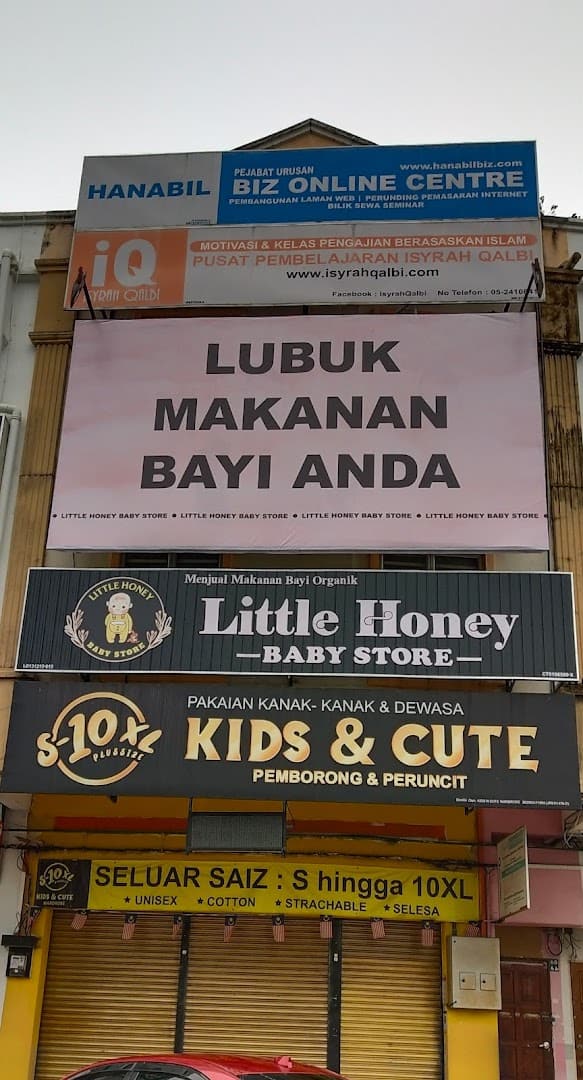 HANABIL
PEJABAT URUSAN
www.hanabilbiz.com
BIZ ONLINE CENTRE
PEMBANGUNAN LAMAN WEB | PERUNDING PEMASARAN INTERNET
BILIK SEWA SEMINAR
iQ
ISYRAH QALBI
MOTIVASI & KELAS PENGAJIAN BERASASKAN ISLAM
PUSAT PEMBELAJARAN ISYRAH QALBI
www.isyrahqalbi.com
Facebook : isyrahQalbi No Telefon :
LUBUK
MAKANAN
BAYI ANDA
• LITTLE HONEY BABY STORE • LITTLE HONEY BABY STORE • LITTLE HONEY BABY STORE • LITTLE HONEY BABY STORE •
LITTLE HONEY
BABY STORE
Menjual Makanan Bayi Organik
Little Honey
—BABY STORE—
S-10XL
PLUSSIZE
PAKAIAN KANAK- KANAK & DEWASA
KIDS & CUTE
PEMBORONG & PERUNCIT
S-10XL
KIDS & CUTE
SELUAR SAIZ : S hingga 10XL
★ UNISEX ★ COTTON ★ STRACHABLE ★ SELESA